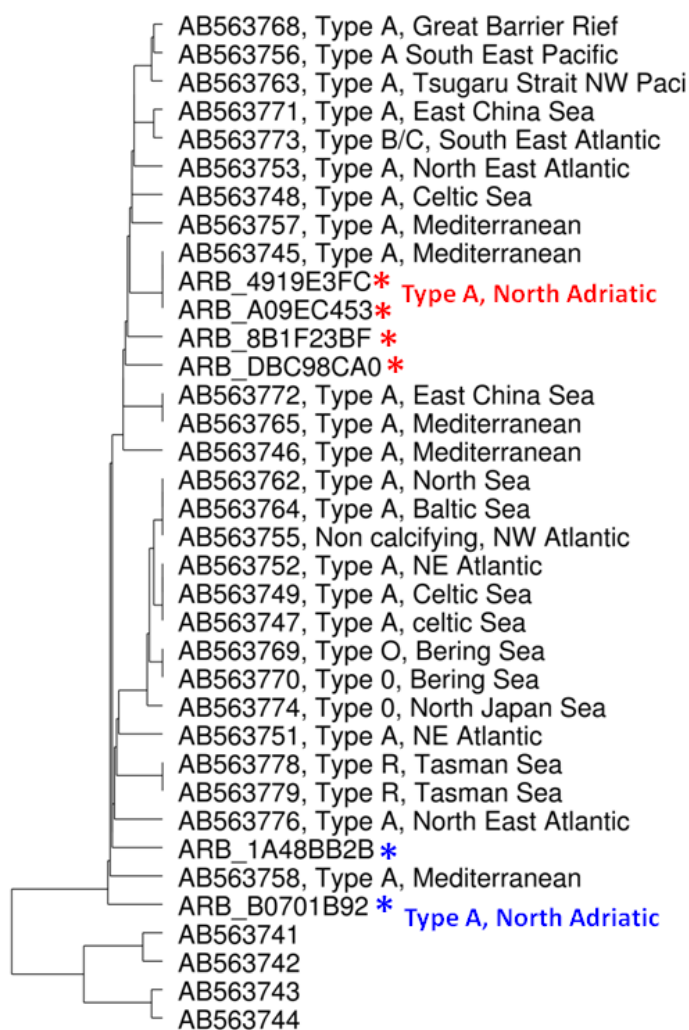 AB563768, Type A, Great Barrier Rief
AB563756, Type A South East Pacific
AB563763, Type A, Tsugaru Strait NW Paci
AB563771, Type A, East China Sea
AB563773, Type B/C, South East Atlantic
AB563753, Type A, North East Atlantic
AB563748, Type A, Celtic Sea
AB563757, Type A, Mediterranean
AB563745, Type A, Mediterranean
ARB_4919E3FC* Type A, North Adriatic
ARB_A09EC453*
ARB_8B1F23BF *
ARB_DBC98CA0*
AB563772, Type A, East China Sea
AB563765, Type A, Mediterranean
AB563746, Type A, Mediterranean
AB563762, Type A, North Sea
AB563764, Type A, Baltic Sea
AB563755, Non calcifying, NW Atlantic
AB563752, Type A, NE Atlantic
AB563749, Type A, Celtic Sea
AB563747, Type A, celtic Sea
AB563769, Type O, Bering Sea
AB563770, Type 0, Bering Sea
AB563774, Type 0, North Japan Sea
AB563751, Type A, NE Atlantic
AB563778, Type R, Tasman Sea
AB563779, Type R, Tasman Sea
AB563776, Type A, North East Atlantic
ARB_1A48BB2B *
AB563758, Type A, Mediterranean
ARB_B0701B92 * Type A, North Adriatic
AB563741
AB563742
AB563743
AB563744